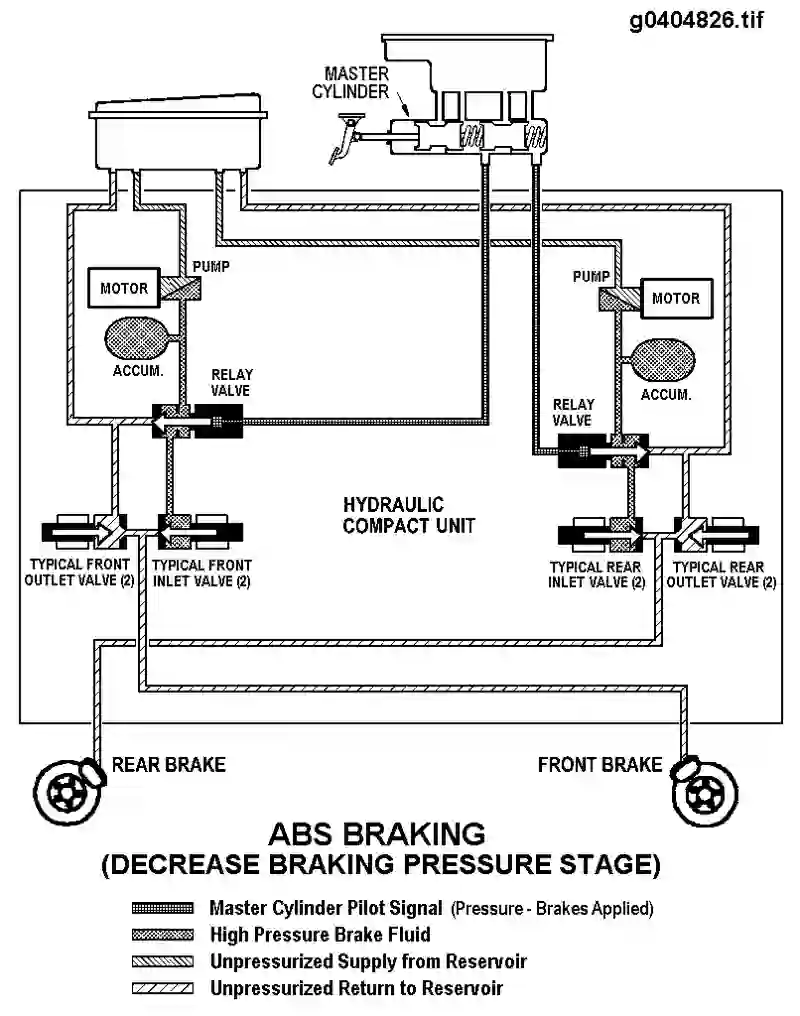 g0404826.tif
MASTER
CYLINDER
PUMP
MOTOR
ACCUM.
RELAY
VALVE
PUMP
MOTOR
ACCUM.
RELAY
VALVE
HYDRAULIC
COMPACT UNIT
TYPICAL FRONT
OUTLET VALVE (2)
TYPICAL FRONT
INLET VALVE (2)
TYPICAL REAR
INLET VALVE (2)
TYPICAL REAR
OUTLET VALVE (2)
REAR BRAKE
FRONT BRAKE
ABS BRAKING
(DECREASE BRAKING PRESSURE STAGE)
Master Cylinder Pilot Signal (Pressure - Brakes Applied)
High Pressure Brake Fluid
Unpressurized Supply from Reservoir
Unpressurized Return to Reservoir